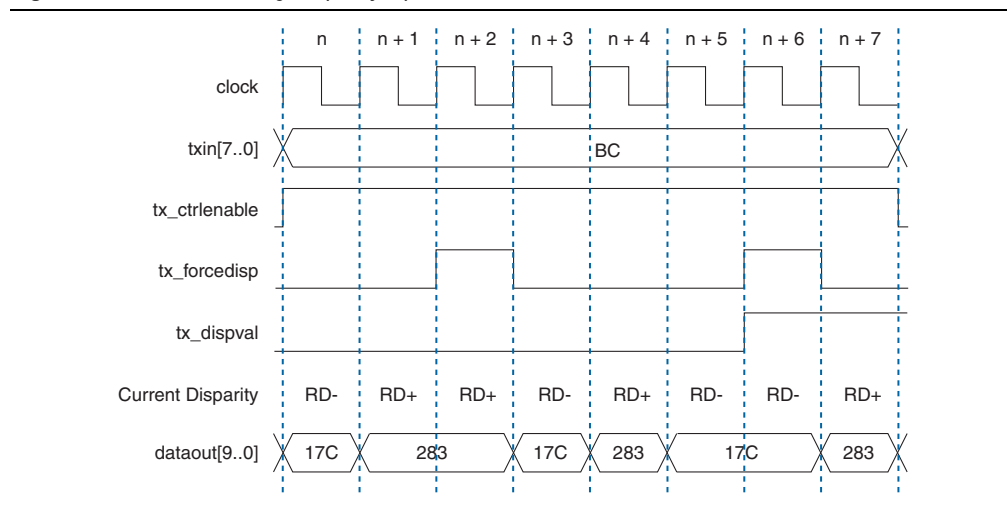 n n + 1 n + 2 n + 3 n + 4 n + 5 n + 6 n + 7
clock
txin[7..0] BC
tx_ctrlenable
tx_forcedisp
tx_dispval
Current Disparity RD- RD+ RD+ RD- RD+ RD- RD- RD+
dataout[9..0] 17C 283 17C 283 17C 283